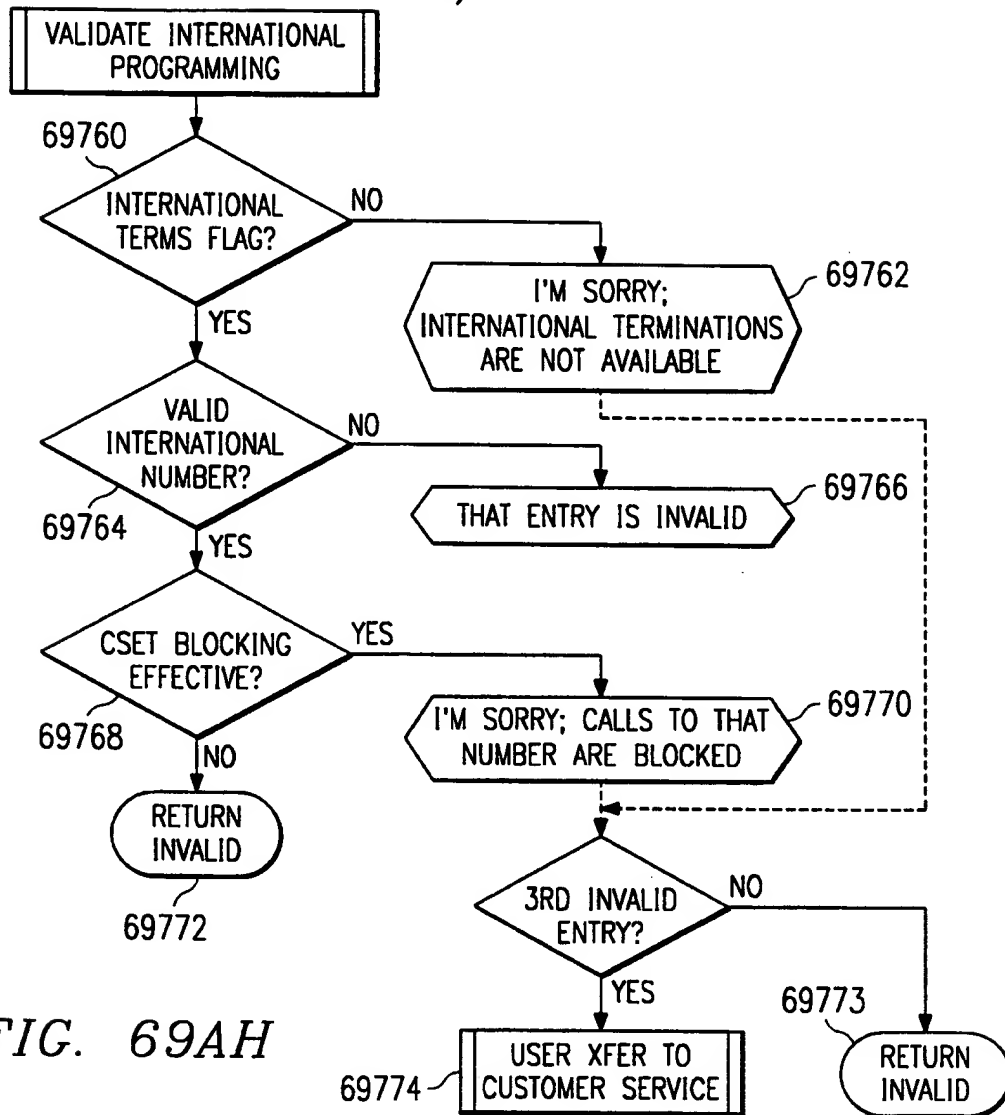 VALIDATE INTERNATIONAL
PROGRAMMING
69760
INTERNATIONAL
TERMS FLAG?
NO
YES
I'M SORRY;
INTERNATIONAL TERMINATIONS
ARE NOT AVAILABLE
69762
VALID
INTERNATIONAL
NUMBER?
NO
69764
YES
THAT ENTRY IS INVALID
69766
CSET BLOCKING
EFFECTIVE?
YES
69768
NO
I'M SORRY; CALLS TO THAT
NUMBER ARE BLOCKED
69770
RETURN
INVALID
69772
3RD INVALID
ENTRY?
NO
YES
69773
USER XFER TO
CUSTOMER SERVICE
69774
RETURN
INVALID
FIG. 69AH